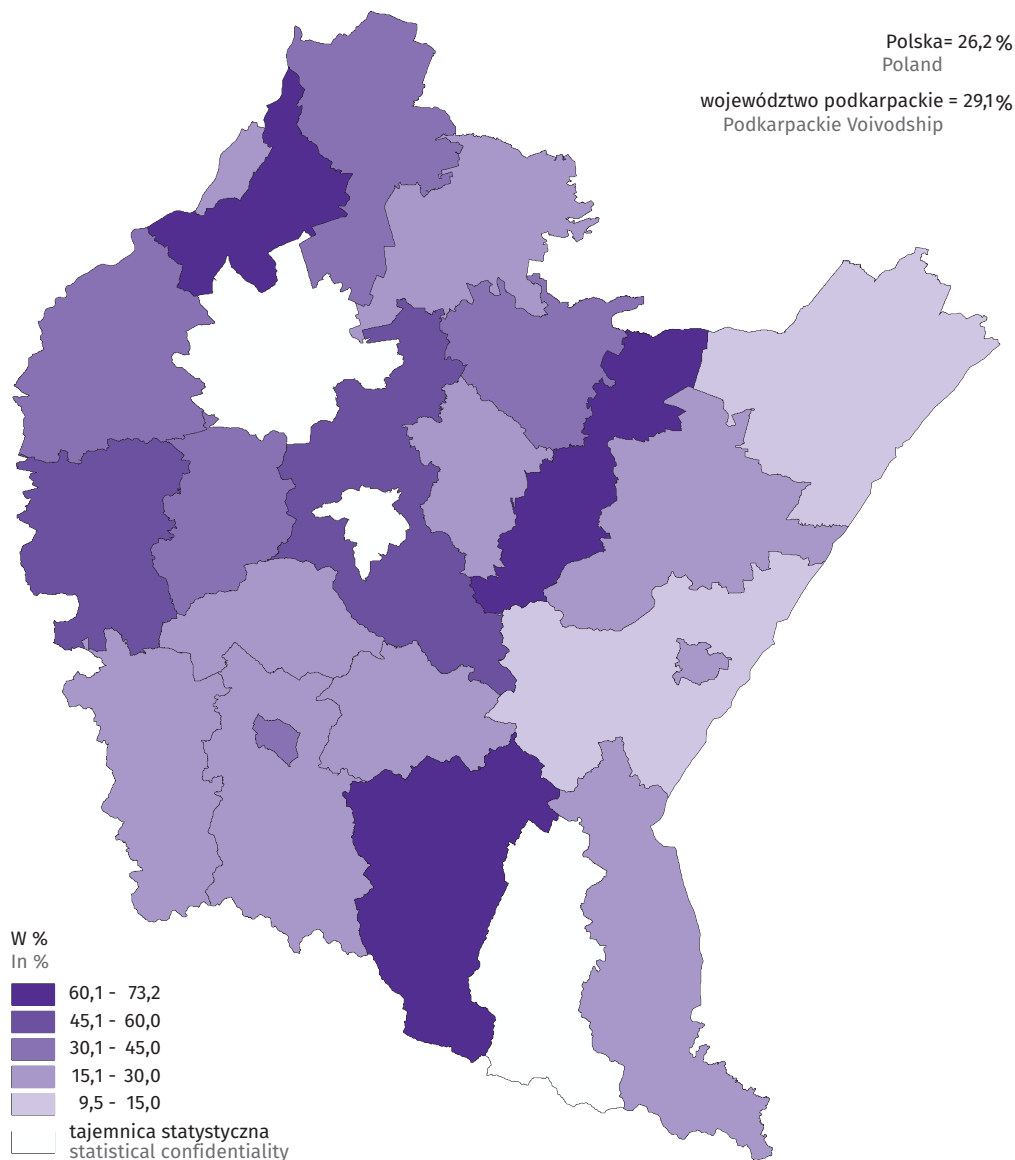 Polska= 26,2 %
Poland
województwo podkarpackie = 29,1%
Podkarpackie Voivodship
W %
In %
60,1 - 73,2
45,1 - 60,0
30,1 - 45,0
15,1 - 30,0
9,5 - 15,0
tajemnica statystyczna
statistical confidentiality